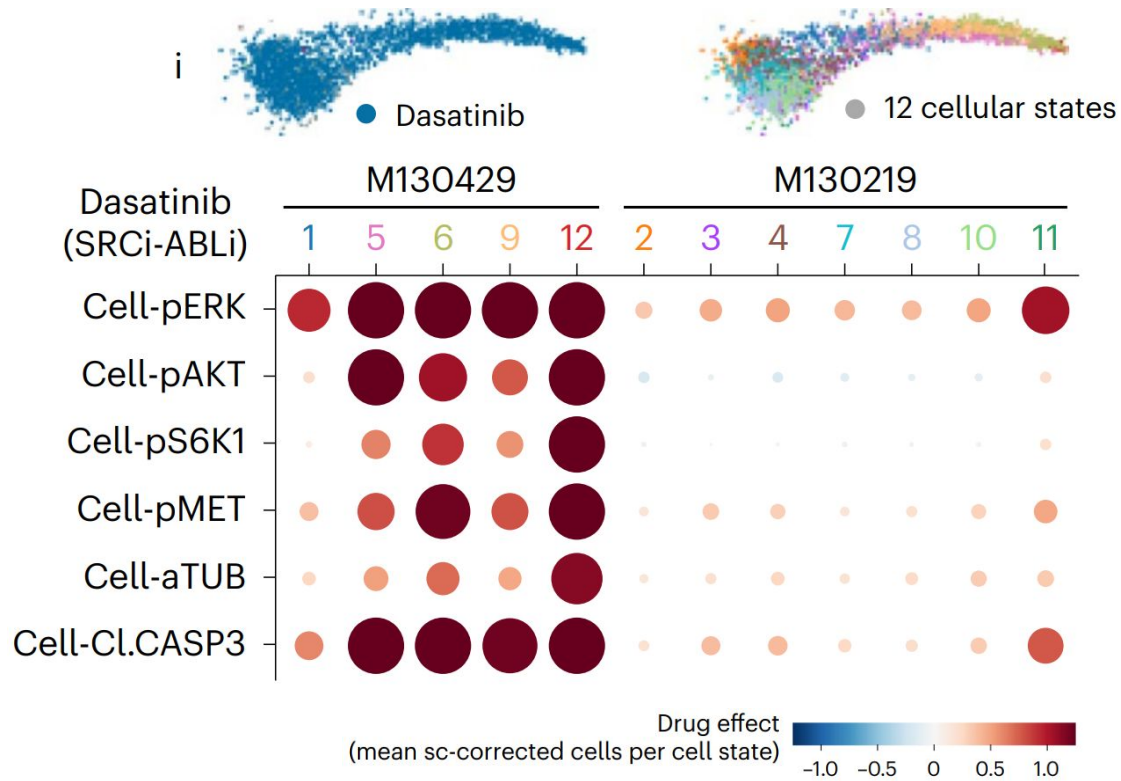 i
Dasatinib
12 cellular states
Dasatinib
(SRCi-ABLi)
M130429
M130219
1 5 6 9 12 2 3 4 7 8 10 11
Cell-pERK
Cell-pAKT
Cell-pS6K1
Cell-pMET
Cell-aTUB
Cell-Cl.CASP3
Drug effect
(mean sc-corrected cells per cell state)
−1.0 −0.5 0 0.5 1.0